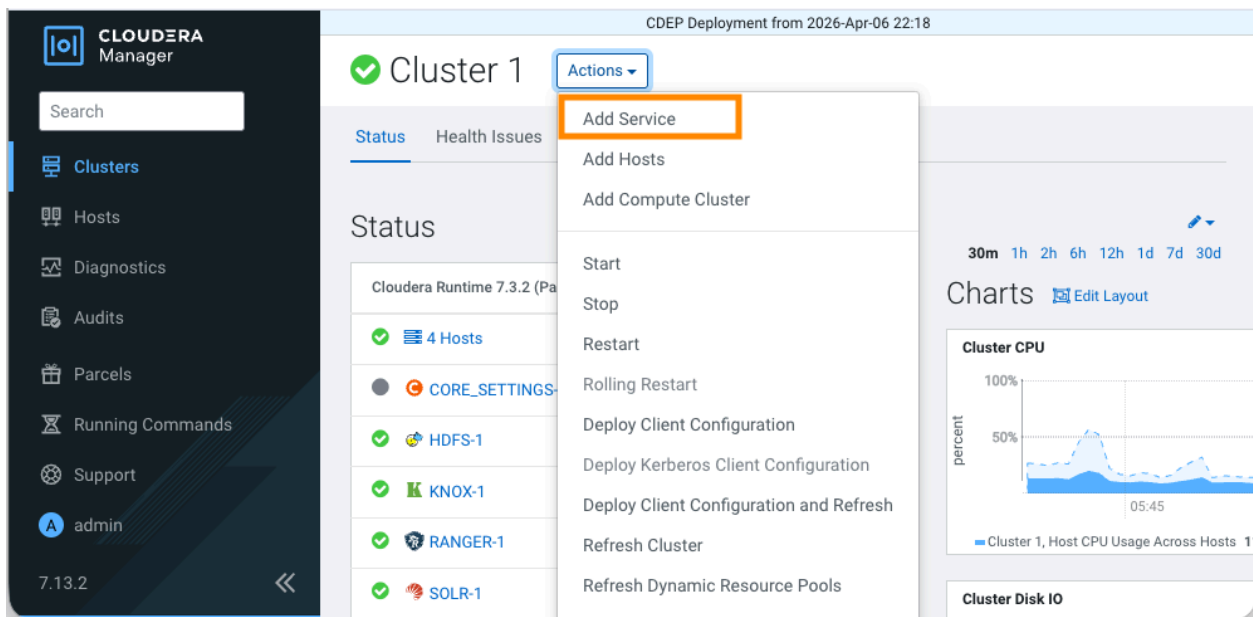 CLOUDERA
Manager
Search
Clusters
Hosts
Diagnostics
Audits
Parcels
Running Commands
Support
A admin
7.13.2
CDEP Deployment from 2026-Apr-06 22:18
Cluster 1
Actions
Status
Health Issues
Add Service
Add Hosts
Add Compute Cluster
Start
Stop
Restart
Rolling Restart
Deploy Client Configuration
Deploy Kerberos Client Configuration
Deploy Client Configuration and Refresh
Refresh Cluster
Refresh Dynamic Resource Pools
Status
Cloudera Runtime 7.3.2 (Pa
4 Hosts
CORE_SETTINGS-
HDFS-1
KNOX-1
RANGER-1
SOLR-1
30m 1h 2h 6h 12h 1d 7d 30d
Charts Edit Layout
Cluster CPU
percent
100%
50%
05:45
Cluster 1, Host CPU Usage Across Hosts 1
Cluster Disk IO